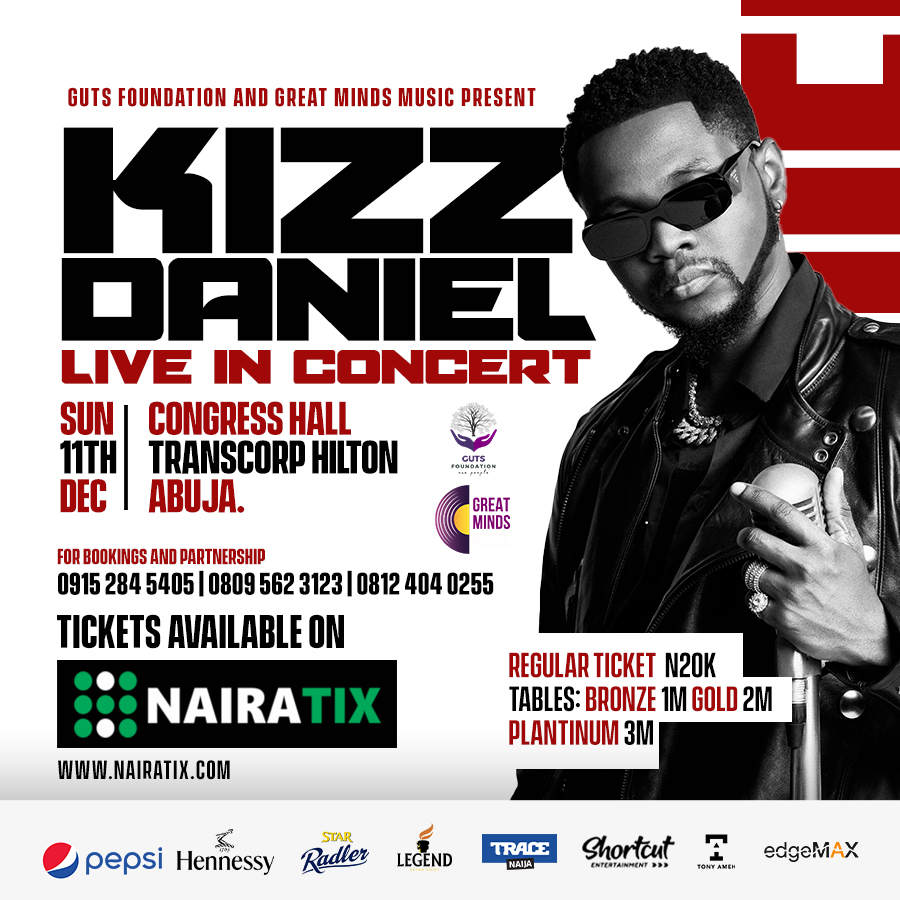 GUTS FOUNDATION AND GREAT MINDS MUSIC PRESENT
KIZZ
DANIEL
LIVE IN CONCERT
SUN
11TH
DEC
CONGRESS HALL
TRANSCORP HILTON
ABUJA.
GUTS
FOUNDATION
GREAT
MINDS
FOR BOOKINGS AND PARTNERSHIP
0915 284 5405 | 0809 562 3123 | 0812 404 0255
TICKETS AVAILABLE ON
NAIRATIX
WWW.NAIRATIX.COM
REGULAR TICKET N20K
TABLES: BRONZE 1M GOLD 2M
PLANTINUM 3M
pepsi
1765
Hennessy
STAR
Radler
LEGEND
TRACE
NAIJA
Shortcut
ENTERTAINMENT
TONY AMEH
edgeMAX